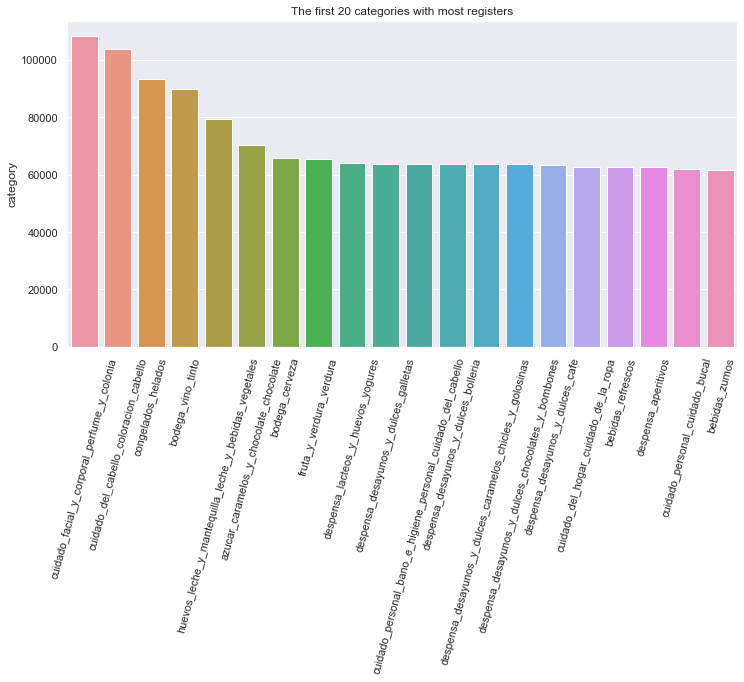 The first 20 categories with most registers
category
100000
80000
60000
40000
20000
0
cuidado_facial_y_corporal_perfume_y_colonia
cuidado_del_cabello_coloracion_cabello
congelados_helados
bodega_vino_tinto
huevos_leche_y_mantequilla_leche_y_bebidas_vegetales
azucar_caramelos_y_chocolate_chocolate
bodega_cerveza
fruta_y_verdura_verdura
despensa_lacteos_y_huevos_yogures
despensa_desayunos_y_dulces_galletas
cuidado_personal_bano_e_higiene_personal_cuidado_del_cabello
despensa_desayunos_y_dulces_bolleria
despensa_desayunos_y_dulces_caramelos_chicles_y_golosinas
despensa_desayunos_y_dulces_chocolates_y_bombones
despensa_desayunos_y_dulces_cafe
cuidado_del_hogar_cuidado_de_la_ropa
bebidas_refrescos
despensa_aperitivos
cuidado_personal_cuidado_bucal
bebidas_zumos